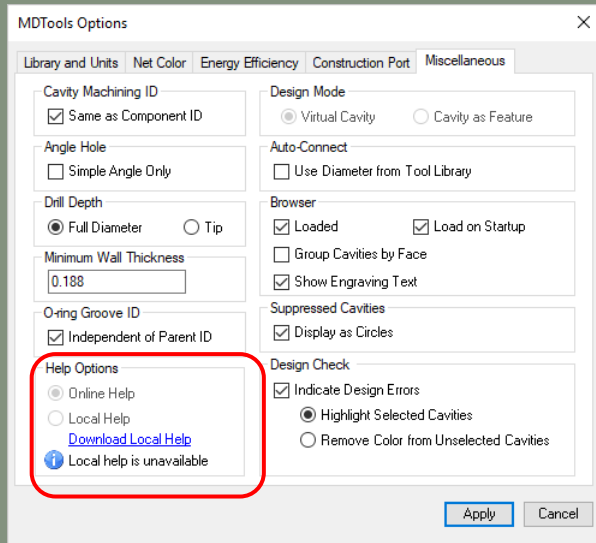 MDTools Options
Library and Units Net Color Energy Efficiency Construction Port Miscellaneous
Cavity Machining ID
Same as Component ID
Angle Hole
Simple Angle Only
Drill Depth
Full Diameter Tip
Minimum Wall Thickness
0.188
O-ring Groove ID
Independent of Parent ID
Help Options
Online Help
Local Help
Download Local Help
Local help is unavailable
Design Mode
Virtual Cavity Cavity as Feature
Auto-Connect
Use Diameter from Tool Library
Browser
Loaded Load on Startup
Group Cavities by Face
Show Engraving Text
Suppressed Cavities
Display as Circles
Design Check
Indicate Design Errors
Highlight Selected Cavities
Remove Color from Unselected Cavities
Apply Cancel